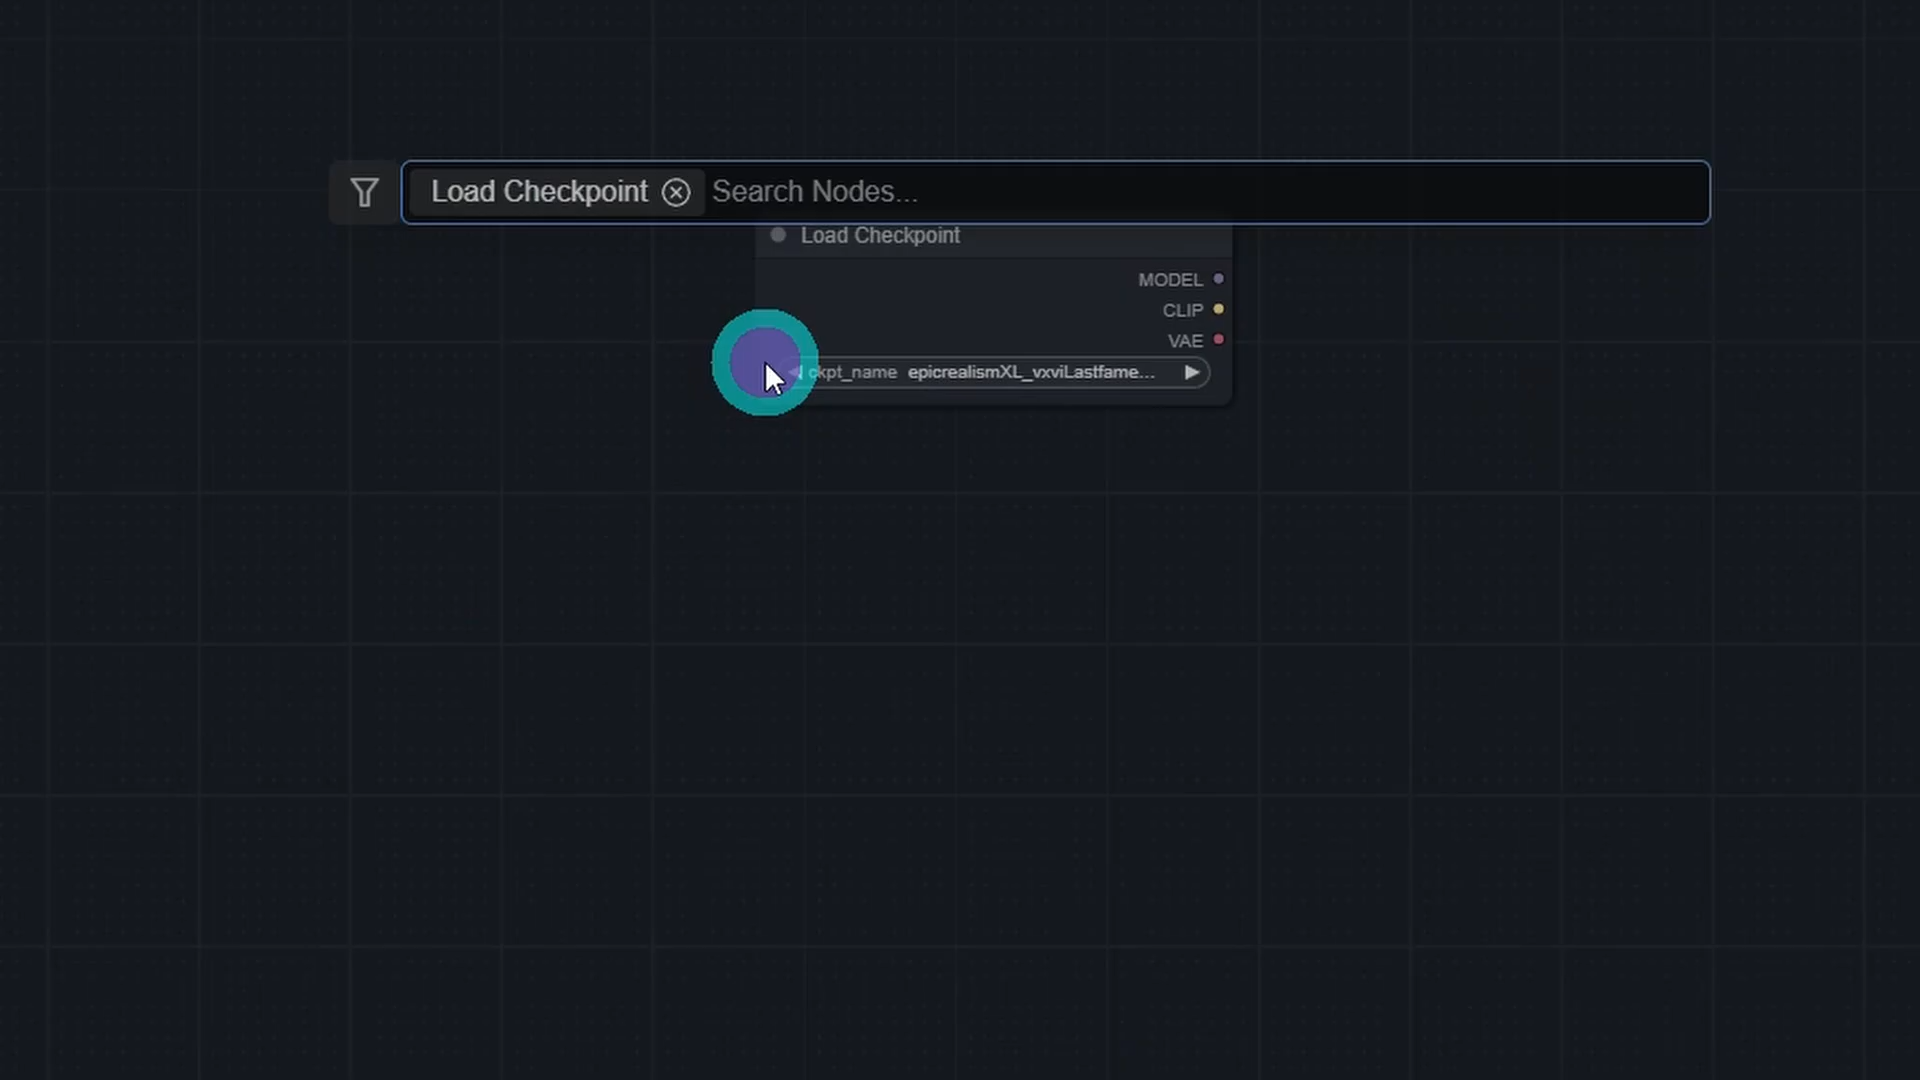 Load Checkpoint Search Nodes...
Load Checkpoint
MODEL
CLIP
VAE
ckpt_name epicrealismXL_vxviLastfame...